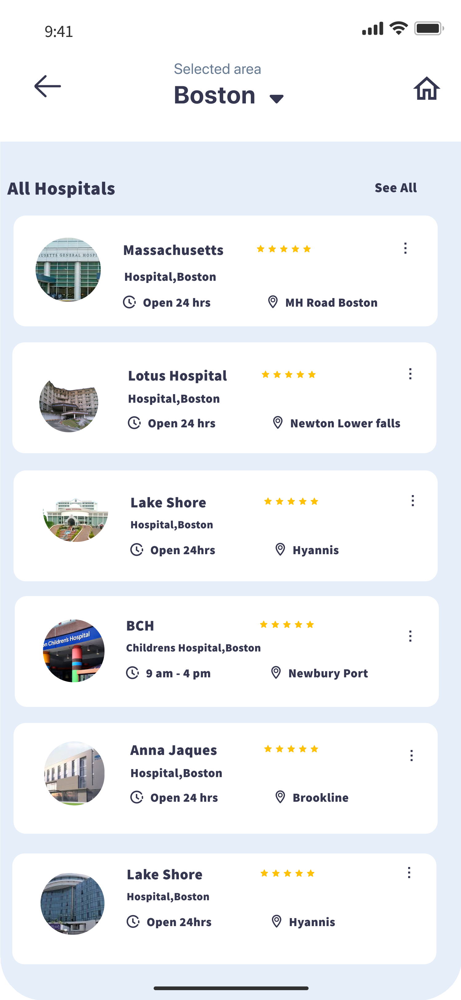 9:41
Selected area
Boston
All Hospitals
See All
USETTS GENERAL HOSPI
Massachusetts
Hospital,Boston
Open 24 hrs
MH Road Boston
Lotus Hospital
Hospital,Boston
Open 24 hrs
Newton Lower falls
Lake Shore
Hospital,Boston
Open 24hrs
Hyannis
on Children's Hospital
BCH
Childrens Hospital,Boston
9 am - 4 pm
Newbury Port
Anna Jaques
Hospital,Boston
Open 24 hrs
Brookline
Lake Shore
Hospital,Boston
Open 24hrs
Hyannis